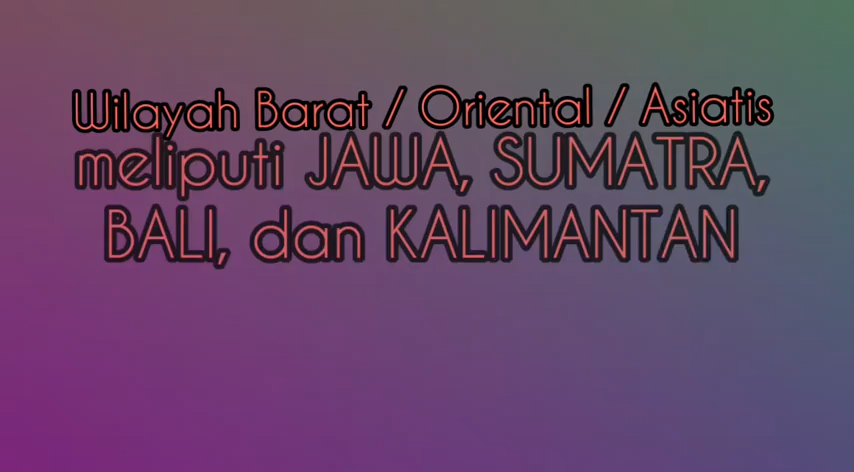 Wilayah Barat / Oriental / Asiatis
meliputi JAWA, SUMATRA,
BALI, dan KALIMANTAN